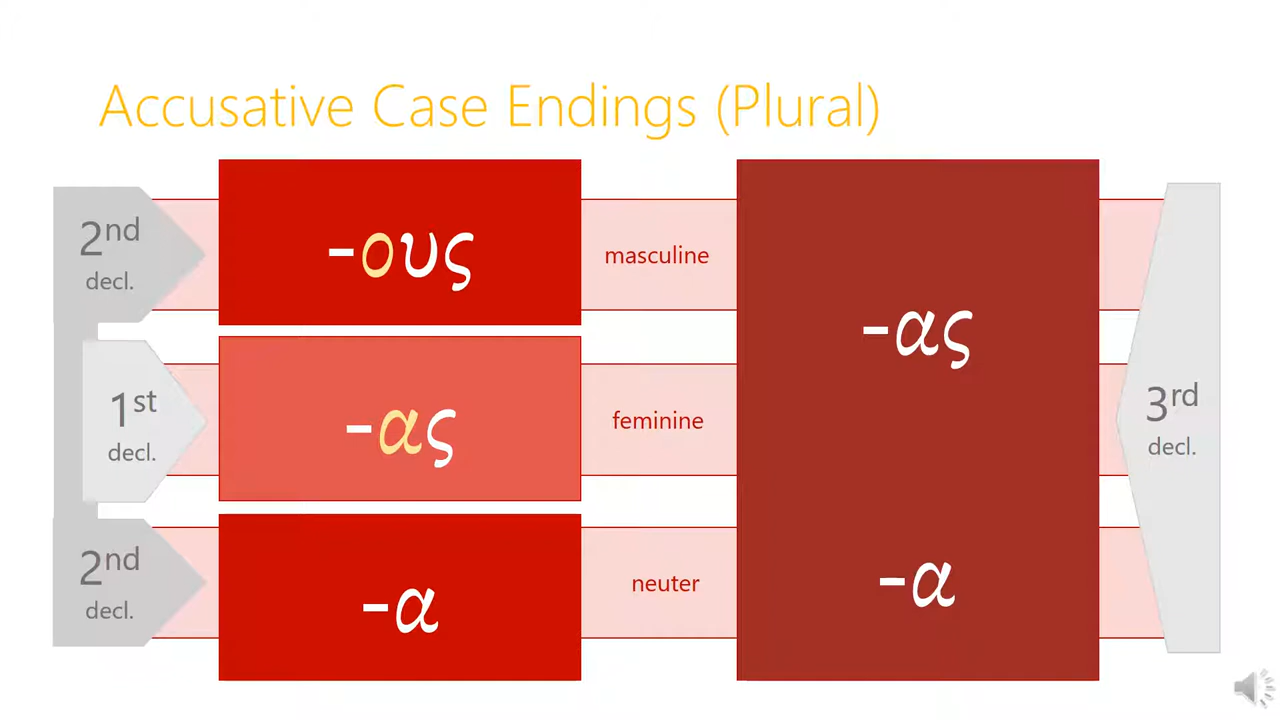 Accusative Case Endings (Plural)
2nd decl.
-ους
masculine
-ας
1st decl.
-ας
feminine
3rd decl.
2nd decl.
-α
neuter
-α